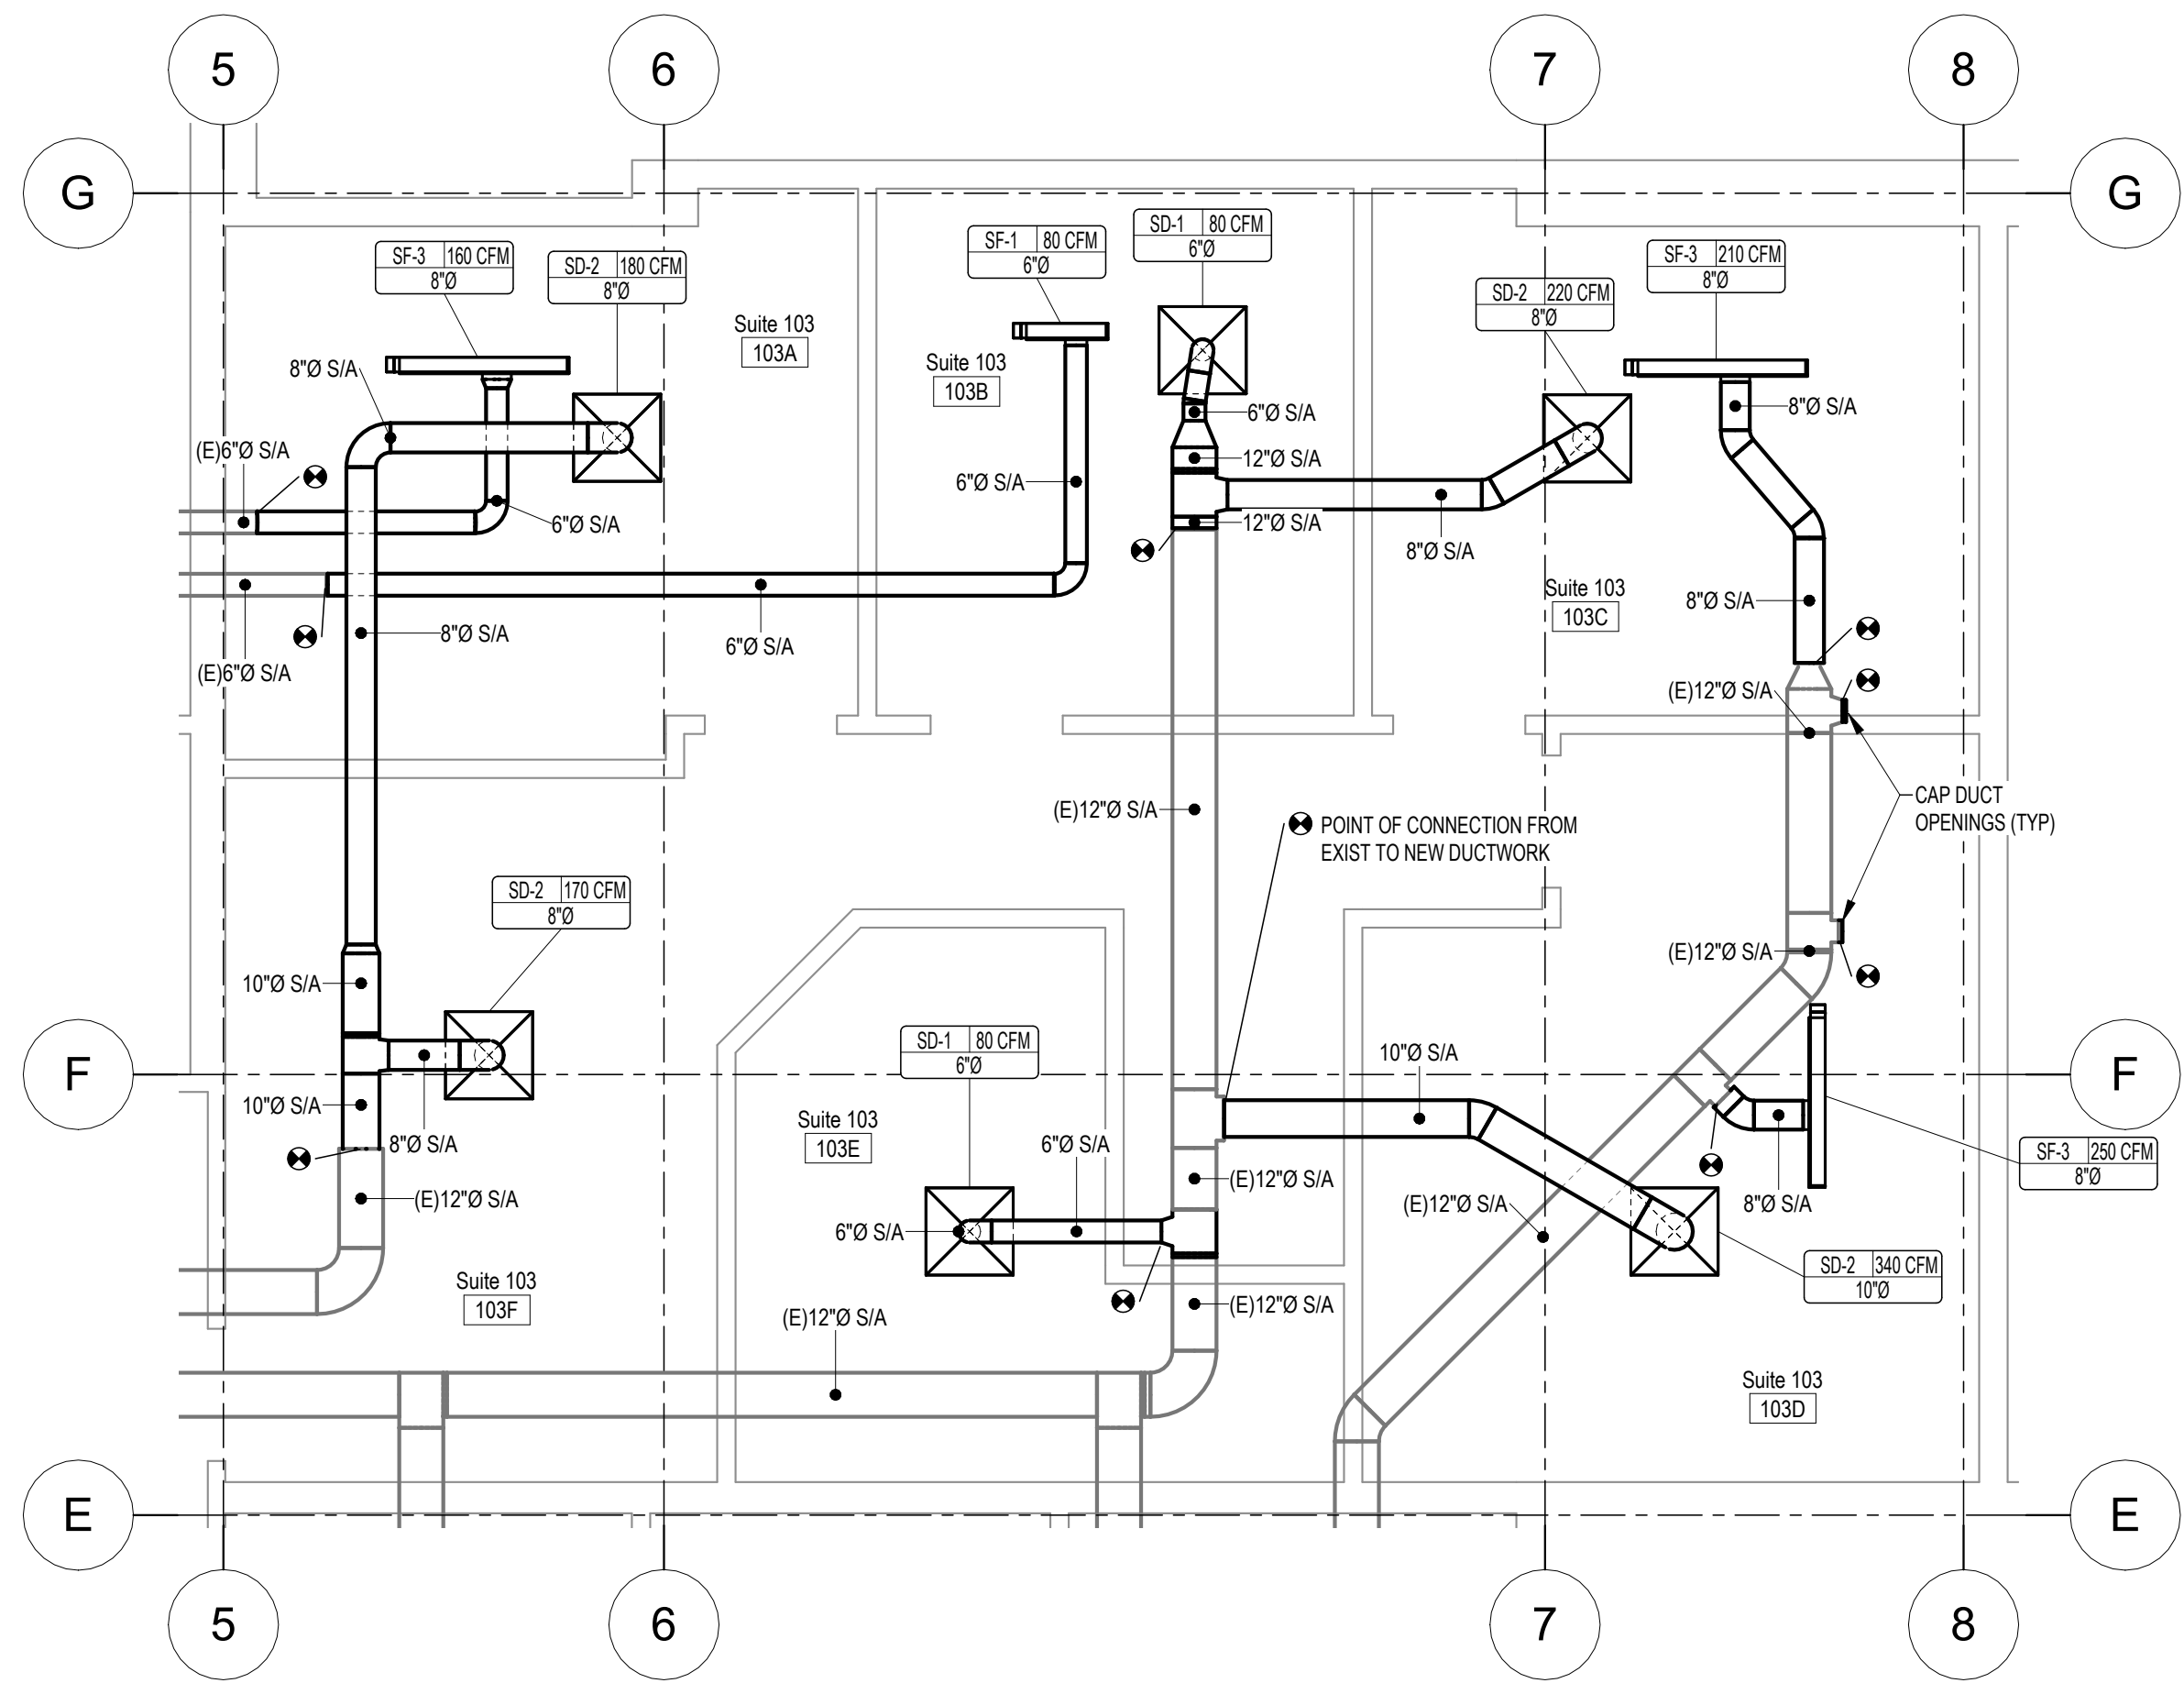 5
6
7
8
G
G
SF-3 160 CFM
8"Ø
SD-2 180 CFM
8"Ø
SF-1 80 CFM
6"Ø
SD-1 80 CFM
6"Ø
SD-2 220 CFM
8"Ø
SF-3 210 CFM
8"Ø
Suite 103
103A
Suite 103
103B
8"Ø S/A
6"Ø S/A
8"Ø S/A
(E)6"Ø S/A
12"Ø S/A
6"Ø S/A
6"Ø S/A
12"Ø S/A
8"Ø S/A
Suite 103
103C
8"Ø S/A
8"Ø S/A
6"Ø S/A
(E)6"Ø S/A
(E)12"Ø S/A
CAP DUCT
OPENINGS (TYP)
(E)12"Ø S/A
POINT OF CONNECTION FROM
EXIST TO NEW DUCTWORK
SD-2 170 CFM
8"Ø
(E)12"Ø S/A
10"Ø S/A
SD-1 80 CFM
6"Ø
10"Ø S/A
F
F
10"Ø S/A
Suite 103
103E
8"Ø S/A
6"Ø S/A
SF-3 250 CFM
8"Ø
(E)12"Ø S/A
(E)12"Ø S/A
(E)12"Ø S/A
8"Ø S/A
6"Ø S/A
SD-2 340 CFM
10"Ø
Suite 103
103F
(E)12"Ø S/A
(E)12"Ø S/A
Suite 103
103D
E
E
5
6
7
8